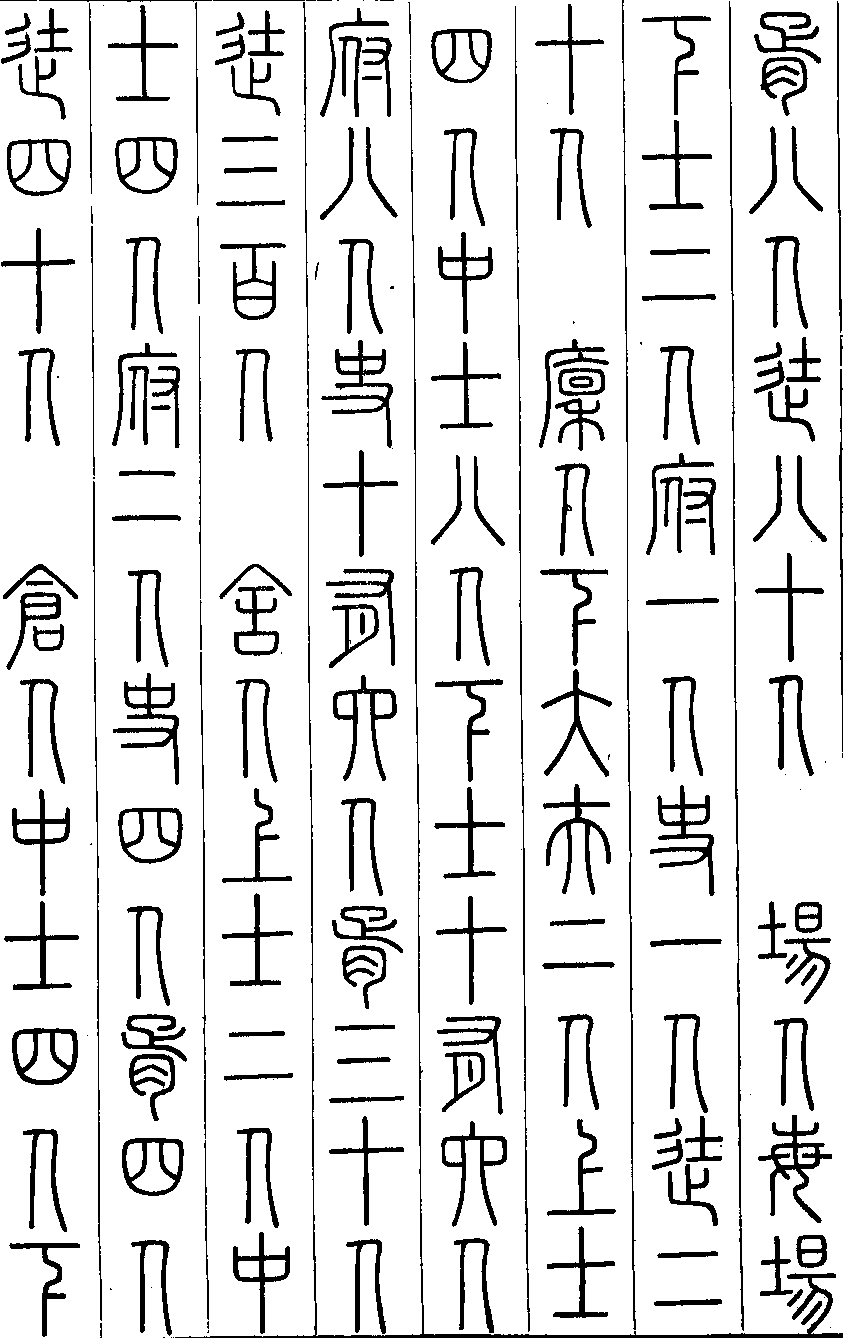 胥八人徒八十人　場人每場
下士二人府一人史一人徒二
十人　廩人下大夫二人上士
四人中士八人下士十有六人
府八人史十有六人胥三十人
徒三百人　舍人上士二人中
士四人府二人史四人胥四人
徒四十人　倉人中士四人下